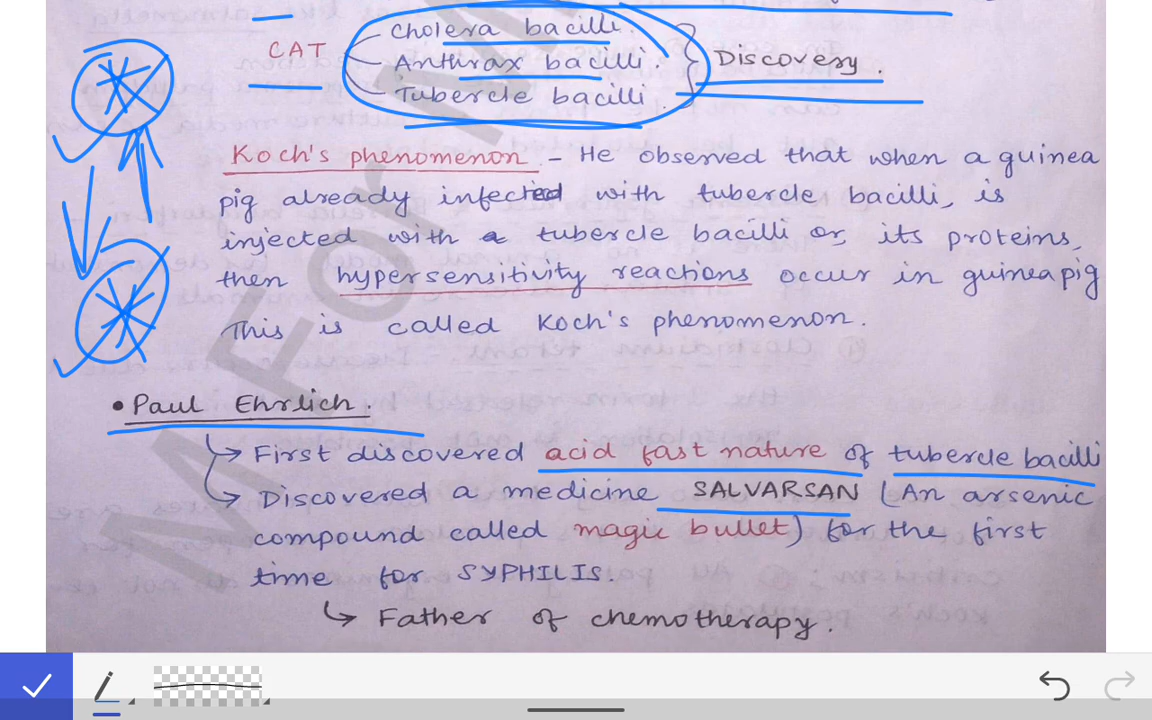 Cholera bacilli.
CAT Anthrax bacilli. Discovery.
Tubercle bacilli.
Koch's phenomenon - He observed that when a guinea
pig already infected with tubercle bacilli, is
injected with a tubercle bacilli or, its proteins,
then hypersensitivity reactions occur in guinea pig
This is called Koch's phenomenon.
• Paul Ehrlich.
↳ First discovered acid fast nature of tubercle bacilli
↳ Discovered a medicine SALVARSAN (An arsenic
compound called magic bullet) for the first
time for SYPHILIS.
↳ Father of chemotherapy.